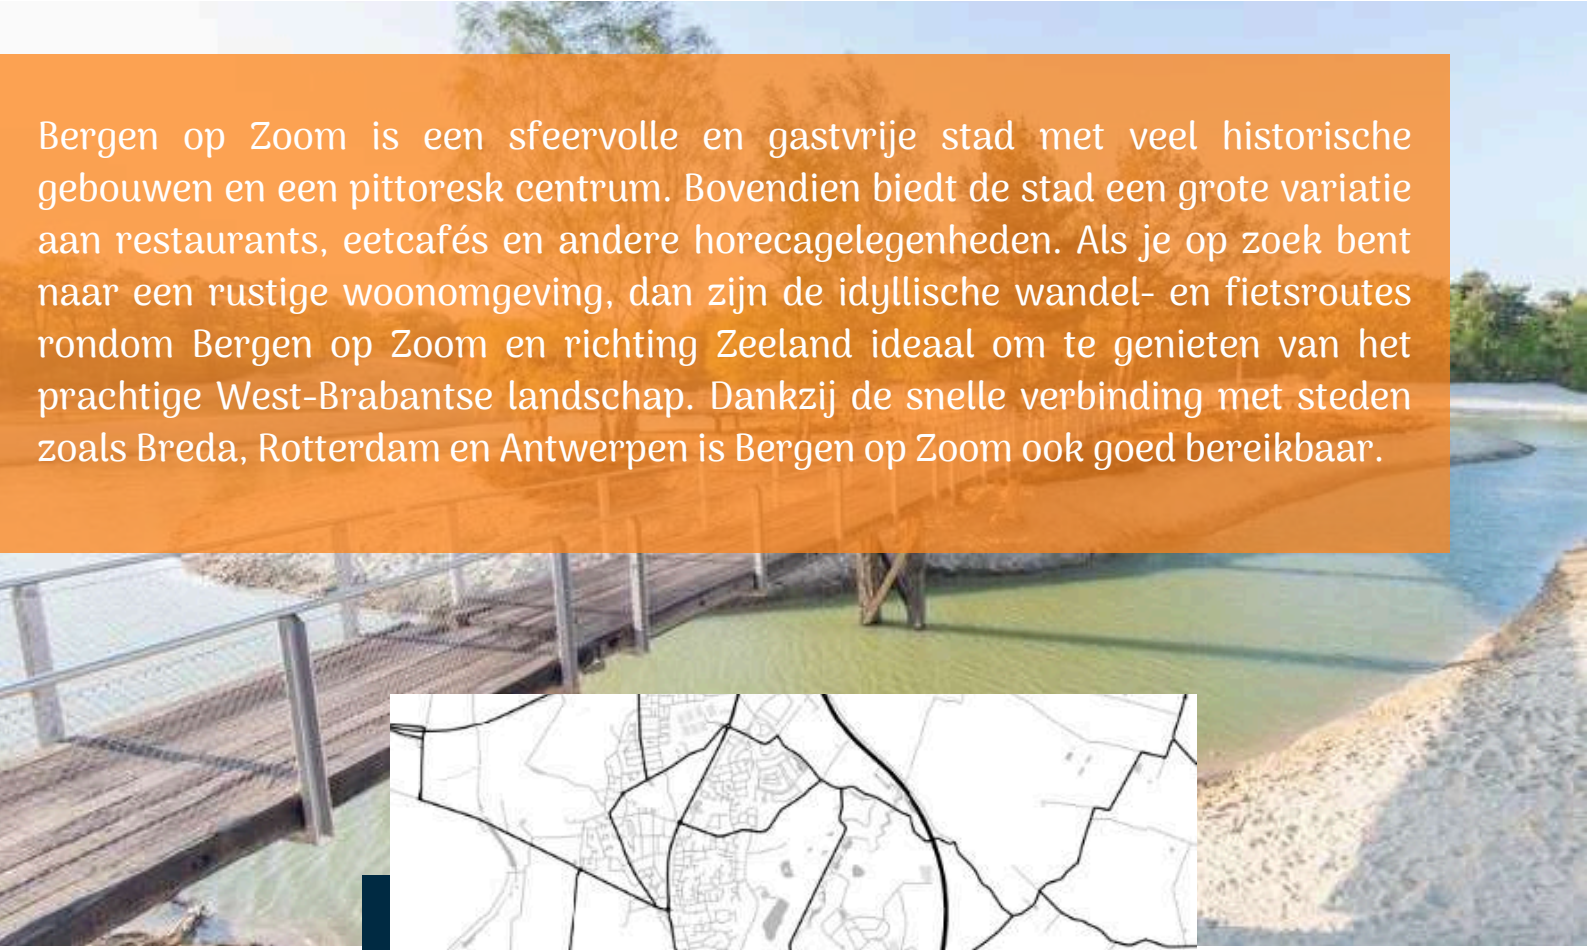 Bergen op Zoom is een sfeervolle en gastvrije stad met veel historische
gebouwen en een pittoresk centrum. Bovendien biedt de stad een grote variatie
aan restaurants, eetcafés en andere horecagelegenheden. Als je op zoek bent
naar een rustige woonomgeving, dan zijn de idyllische wandel- en fietsroutes
rondom Bergen op Zoom en richting Zeeland ideaal om te genieten van het
prachtige West-Brabantse landschap. Dankzij de snelle verbinding met steden
zoals Breda, Rotterdam en Antwerpen is Bergen op Zoom ook goed bereikbaar.